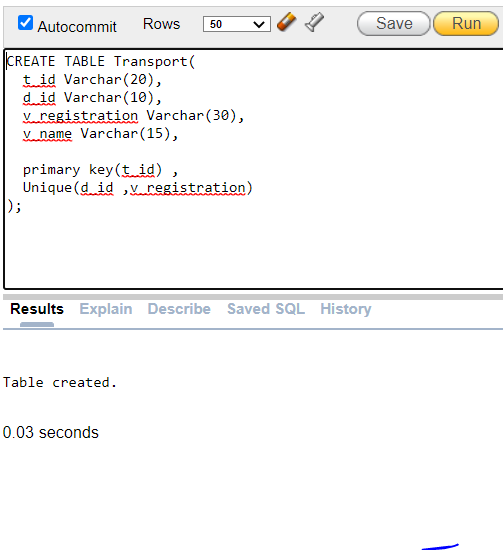 Autocommit Rows 50 Save Run
CREATE TABLE Transport(
t_id Varchar(20),
d_id Varchar(10),
v_registration Varchar(30),
v_name Varchar(15),
primary key(t_id) ,
Unique(d_id ,v_registration)
);
Results Explain Describe Saved SQL History
Table created.
0.03 seconds